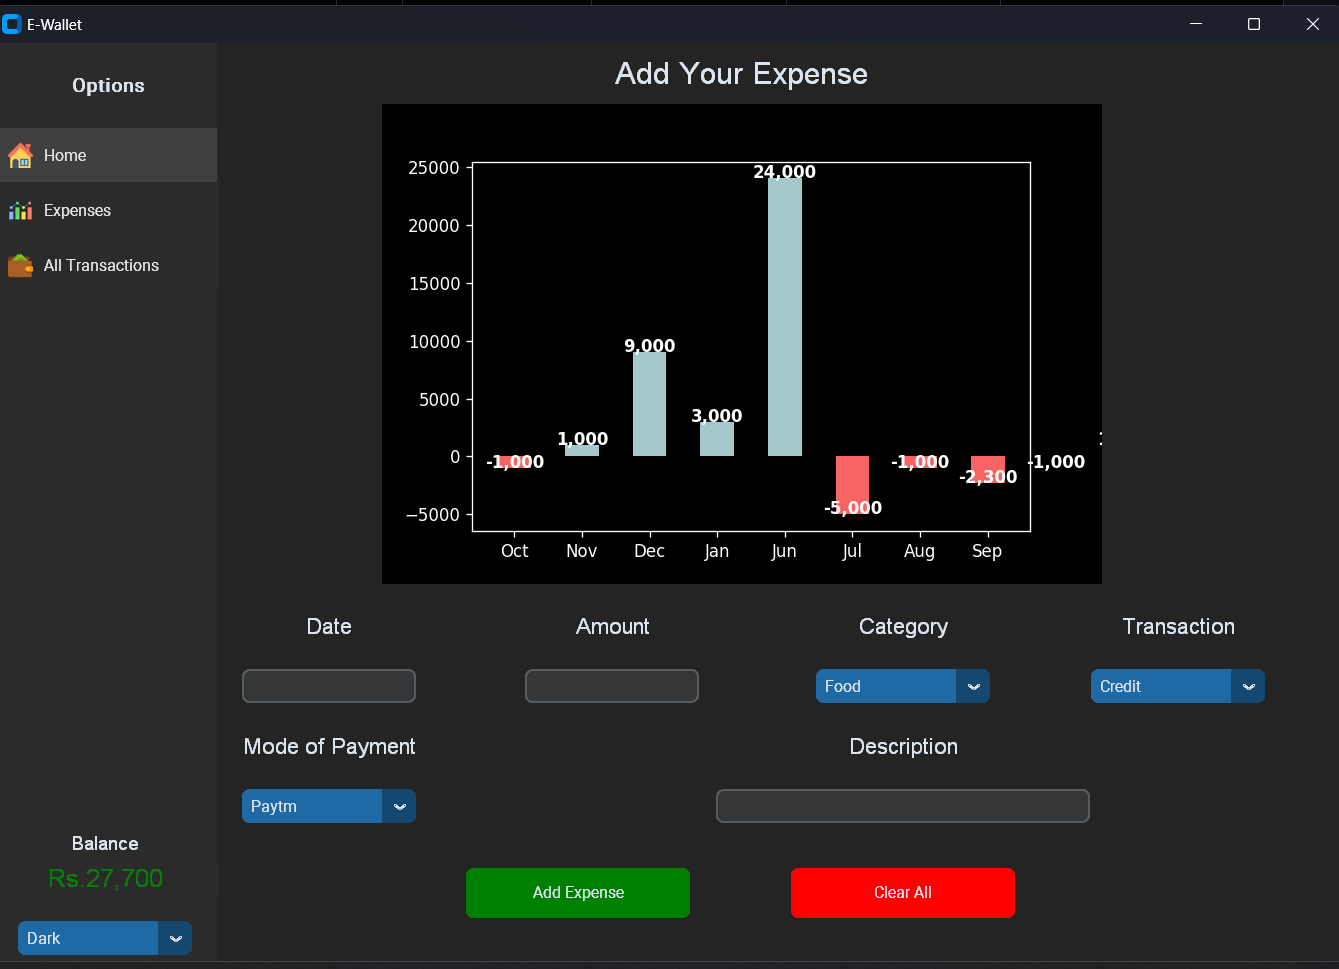 E-Wallet
Options
Home
Expenses
All Transactions
Balance
Rs.27,700
Dark
Add Your Expense
25000
20000
15000
10000
5000
0
−5000
-1,000
1,000
9,000
3,000
24,000
-5,000
-1,000
-2,300
-1,000
Oct Nov Dec Jan Jun Jul Aug Sep
Date Amount Category Transaction
Food Credit
Mode of Payment Description
Paytm
Add Expense Clear All